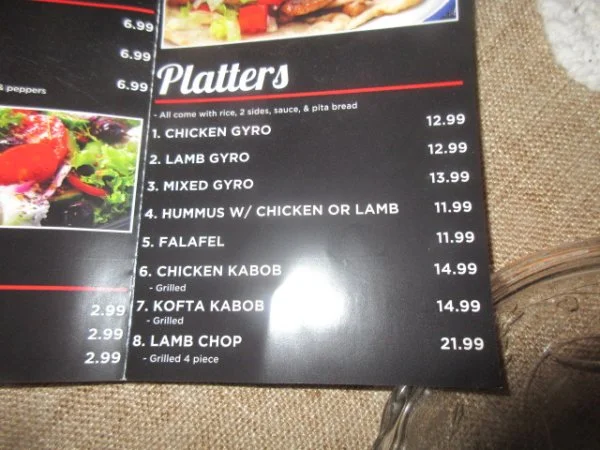 6.99
6.99
& peppers 6.99
2.99
2.99
2.99
Platters
- All come with rice, 2 sides, sauce, & pita bread
1. CHICKEN GYRO 12.99
2. LAMB GYRO 12.99
3. MIXED GYRO 13.99
4. HUMMUS W/ CHICKEN OR LAMB 11.99
5. FALAFEL 11.99
6. CHICKEN KABOB 14.99
- Grilled
7. KOFTA KABOB 14.99
- Grilled
8. LAMB CHOP 21.99
- Grilled 4 piece